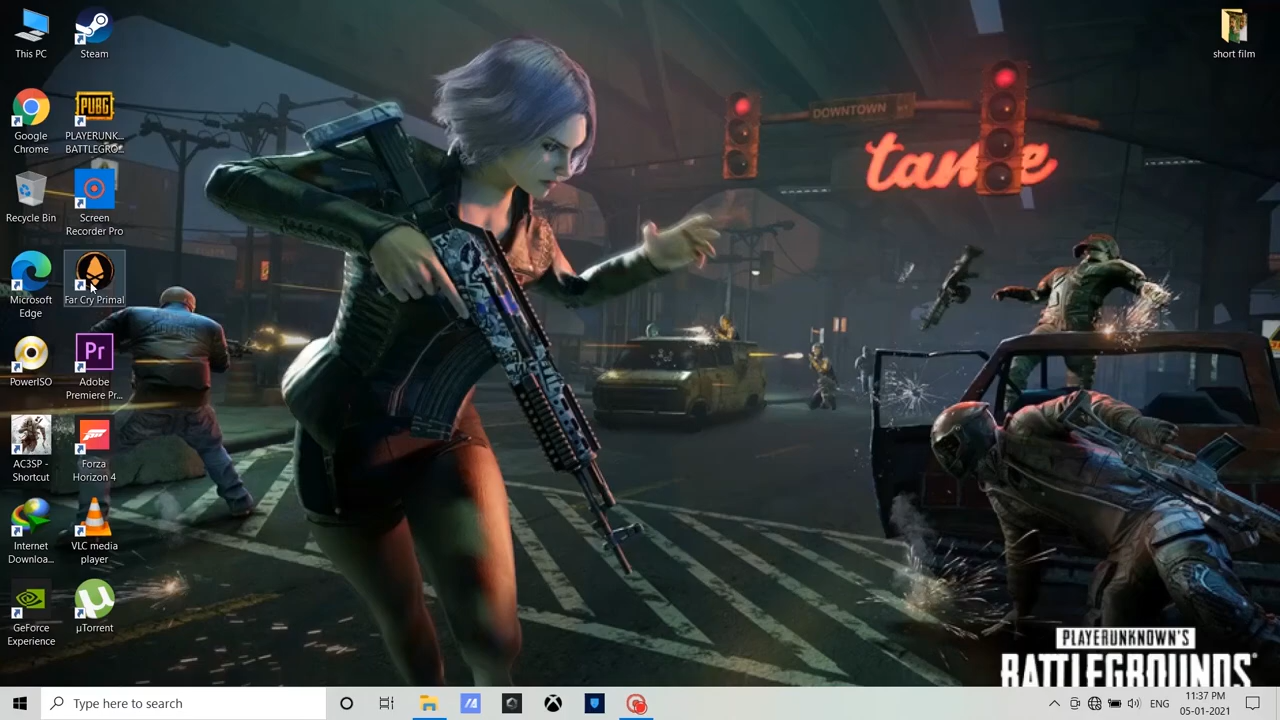 This PC
Steam
short film
Google
Chrome
PUBG
PLAYERUNK...
BATTLEGRO...
DOWNTOWN
Recycle Bin
Screen
Recorder Pro
Microsoft
Edge
Far Cry Primal
PowerISO
Pr
Adobe
Premiere Pr...
AC3SP -
Shortcut
Forza
Horizon 4
Internet
Downloa...
VLC media
player
GeForce
Experience
µTorrent
PLAYERUNKNOWN'S
BATTLEGROUNDS
Type here to search
ENG
11:37 PM
05-01-2021